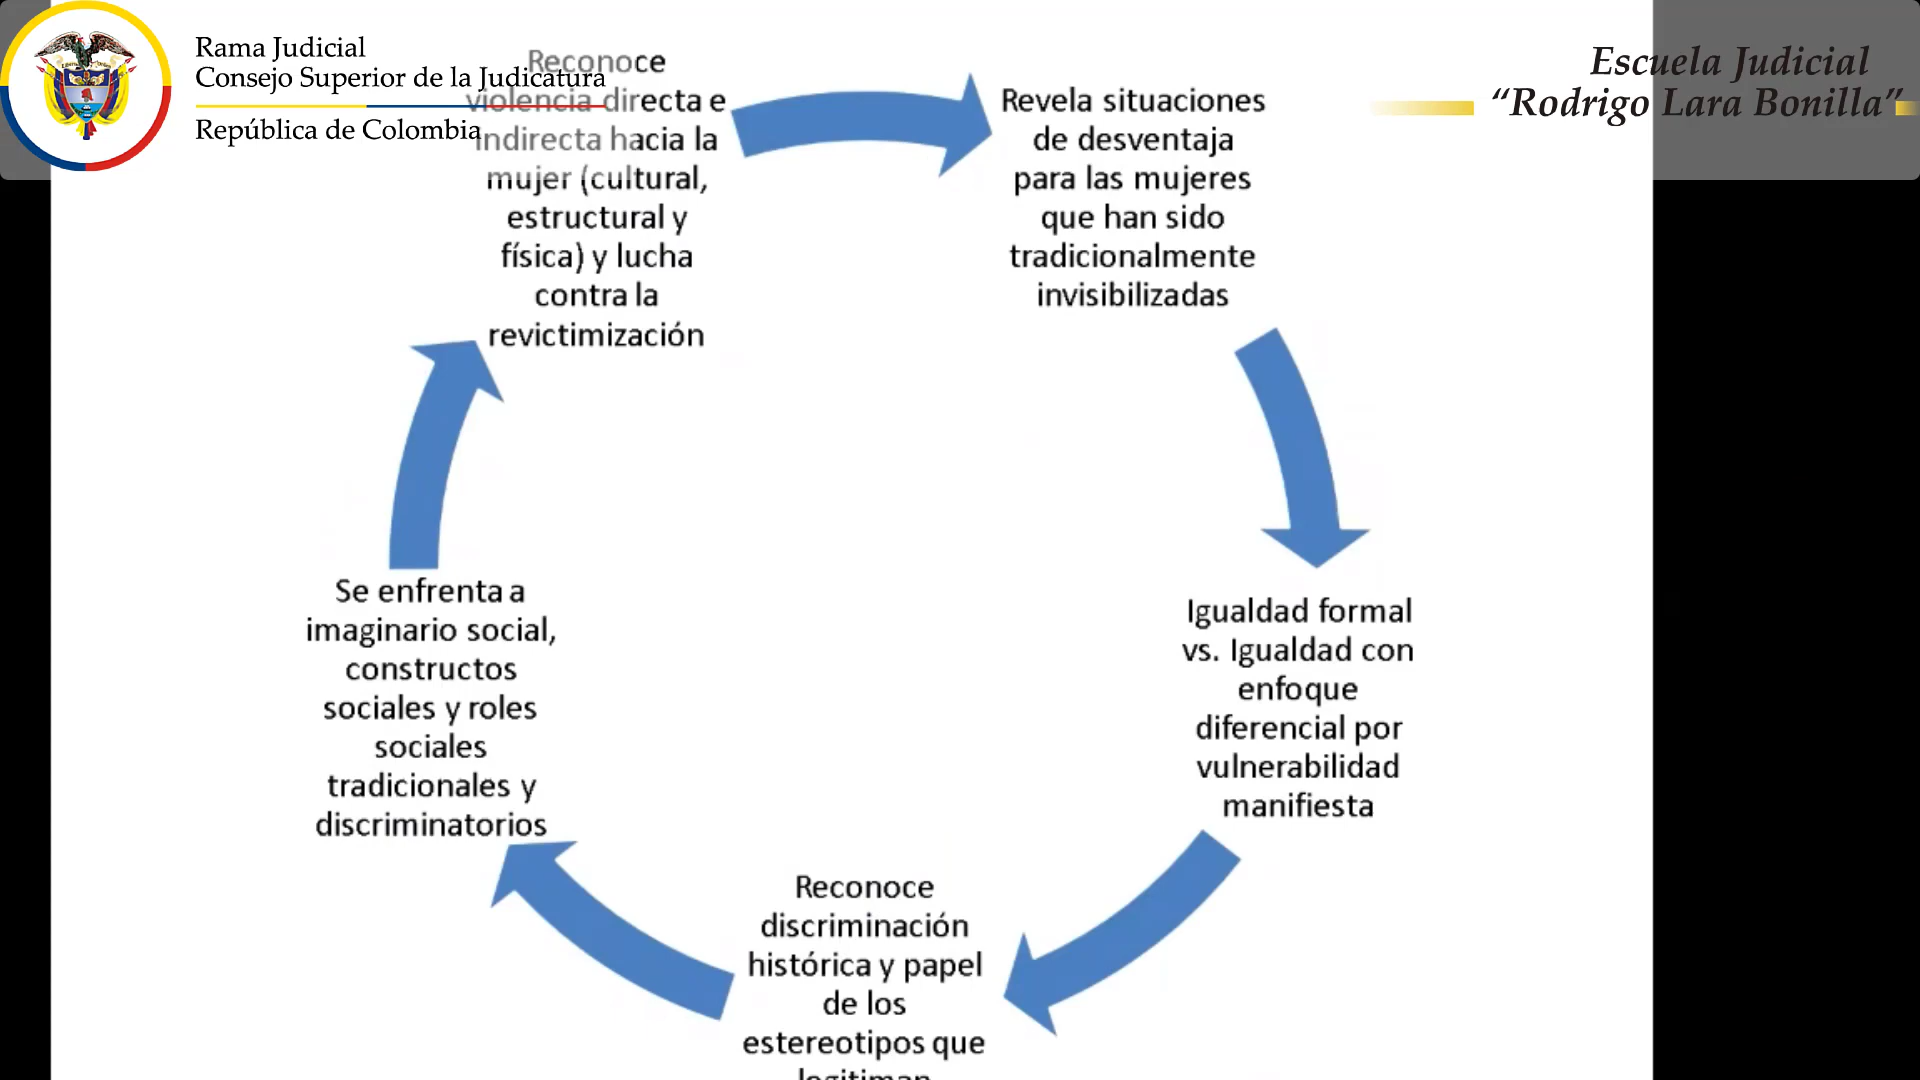 Rama Judicial
Consejo Superior de la Judicatura
República de Colombia
Escuela Judicial
“Rodrigo Lara Bonilla”
Reconoce
violencia directa e
indirecta hacia la
mujer (cultural,
estructural y
física) y lucha
contra la
revictimización
Revela situaciones
de desventaja
para las mujeres
que han sido
tradicionalmente
invisibilizadas
Igualdad formal
vs. Igualdad con
enfoque
diferencial por
vulnerabilidad
manifiesta
Reconoce
discriminación
histórica y papel
de los
estereotipos que
legitiman
Se enfrenta a
imaginario social,
constructos
sociales y roles
sociales
tradicionales y
discriminatorios